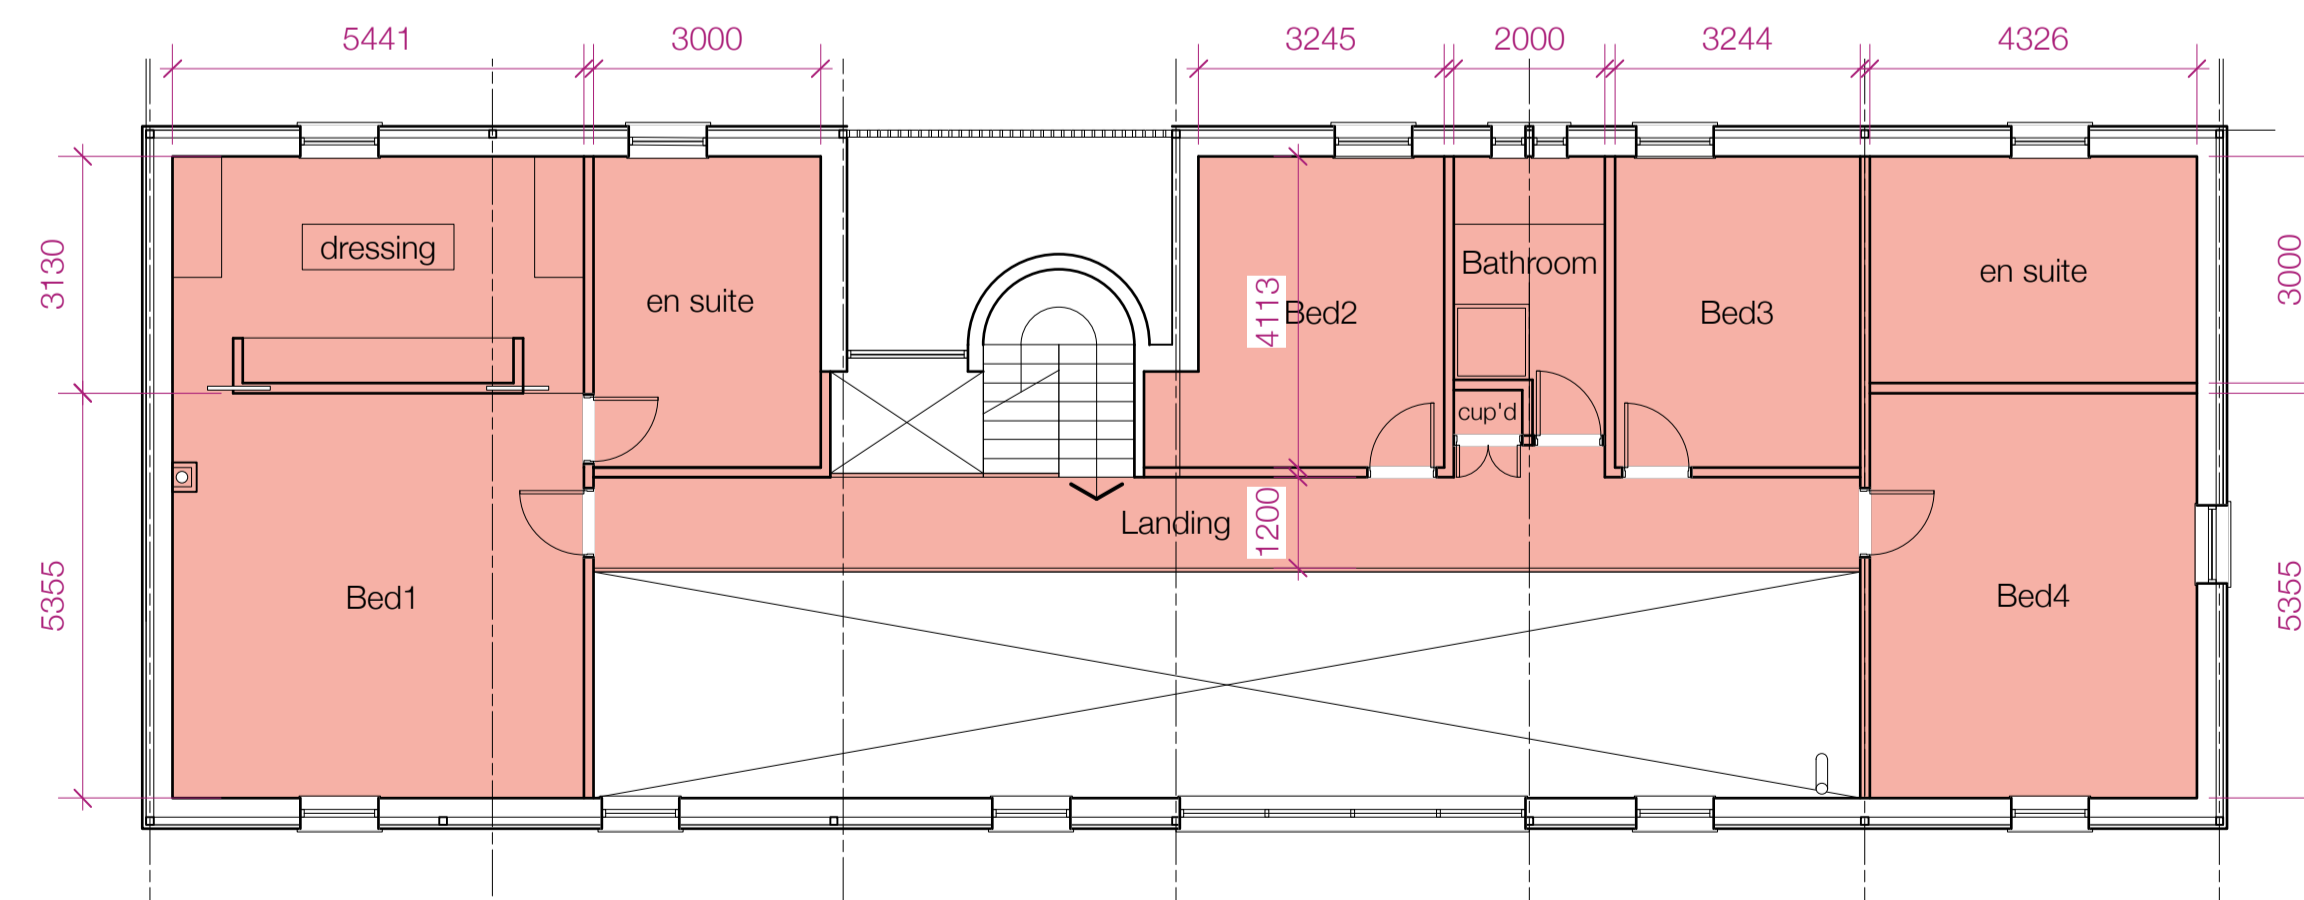 5441
3000
3245
2000
3244
4326
3130
dressing
en suite
4113
Bed2
Bathroom
Bed3
en suite
3000
cup'd
Landing
1200
5355
Bed1
Bed4
5355